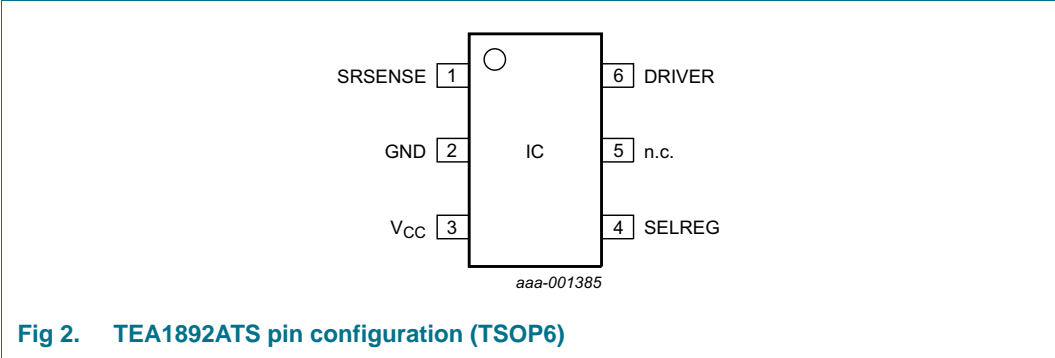 SRSENSE 1 6 DRIVER
GND 2 IC 5 n.c.
VCC 3 4 SELREG
aaa-001385
Fig 2. TEA1892ATS pin configuration (TSOP6)